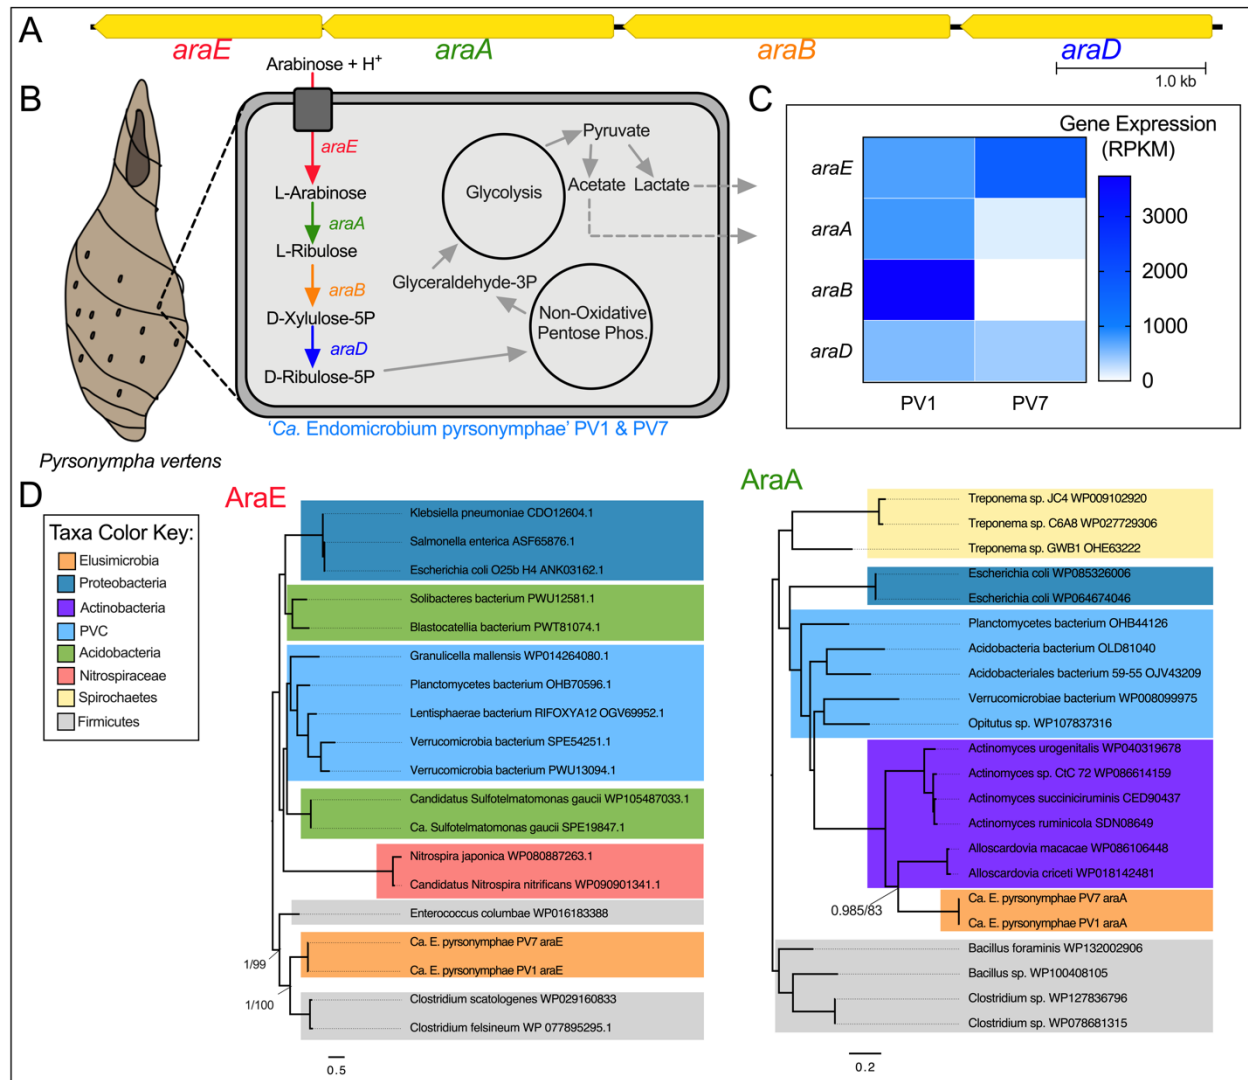 A
araE
araA
araB
araD
1.0 kb
B
Arabinose + H+
araE
L-Arabinose
araA
L-Ribulose
araB
D-Xylulose-5P
araD
D-Ribulose-5P
Glycolysis
Pyruvate
Acetate
Lactate
Glyceraldehyde-3P
Non-Oxidative
Pentose Phos.
'Ca. Endomicrobium pyrsonymphae' PV1 & PV7
Pyrsonympha vertens
C
Gene Expression
(RPKM)
araE
araA
araB
araD
3000
2000
1000
0
PV1
PV7
D
Taxa Color Key:
Elusimicrobia
Proteobacteria
Actinobacteria
PVC
Acidobacteria
Nitrospiraceae
Spirochaetes
Firmicutes
AraE
Klebsiella pneumoniae CDO12604.1
Salmonella enterica ASF65876.1
Escherichia coli O25b H4 ANK03162.1
Solibacteres bacterium PWU12581.1
Blastocatellia bacterium PWT81074.1
Granulicella mallensis WP014264080.1
Planctomycetes bacterium OHB70596.1
Lentisphaerae bacterium RIFOXYA12 OGV69952.1
Verrucomicrobia bacterium SPE54251.1
Verrucomicrobia bacterium PWU13094.1
Candidatus Sulfotelmatomonas gaucii WP105487033.1
Ca. Sulfotelmatomonas gaucii SPE19847.1
Nitrospira japonica WP080887263.1
Candidatus Nitrospira nitrificans WP090901341.1
Enterococcus columbae WP016183388
Ca. E. pyrsonymphae PV7 araE
Ca. E. pyrsonymphae PV1 araE
Clostridium scatologenes WP029160833
Clostridium felsineum WP 077895295.1
1/99
1/100
0.5
AraA
Treponema sp. JC4 WP009102920
Treponema sp. C6A8 WP027729306
Treponema sp. GWB1 OHE63222
Escherichia coli WP085326006
Escherichia coli WP064674046
Planctomycetes bacterium OHB44126
Acidobacteria bacterium OLD81040
Acidobacteriales bacterium 59-55 OJV43209
Verrucomicrobiae bacterium WP008099975
Opitutus sp. WP107837316
Actinomyces urogenitalis WP040319678
Actinomyces sp. CtC 72 WP086614159
Actinomyces succiniciruminis CED90437
Actinomyces ruminicola SDN08649
Alloscardovia macacae WP086106448
Alloscardovia criceti WP018142481
0.985/83
Ca. E. pyrsonymphae PV7 araA
Ca. E. pyrsonymphae PV1 araA
Bacillus foraminis WP132002906
Bacillus sp. WP100408105
Clostridium sp. WP127836796
Clostridium sp. WP078681315
0.2